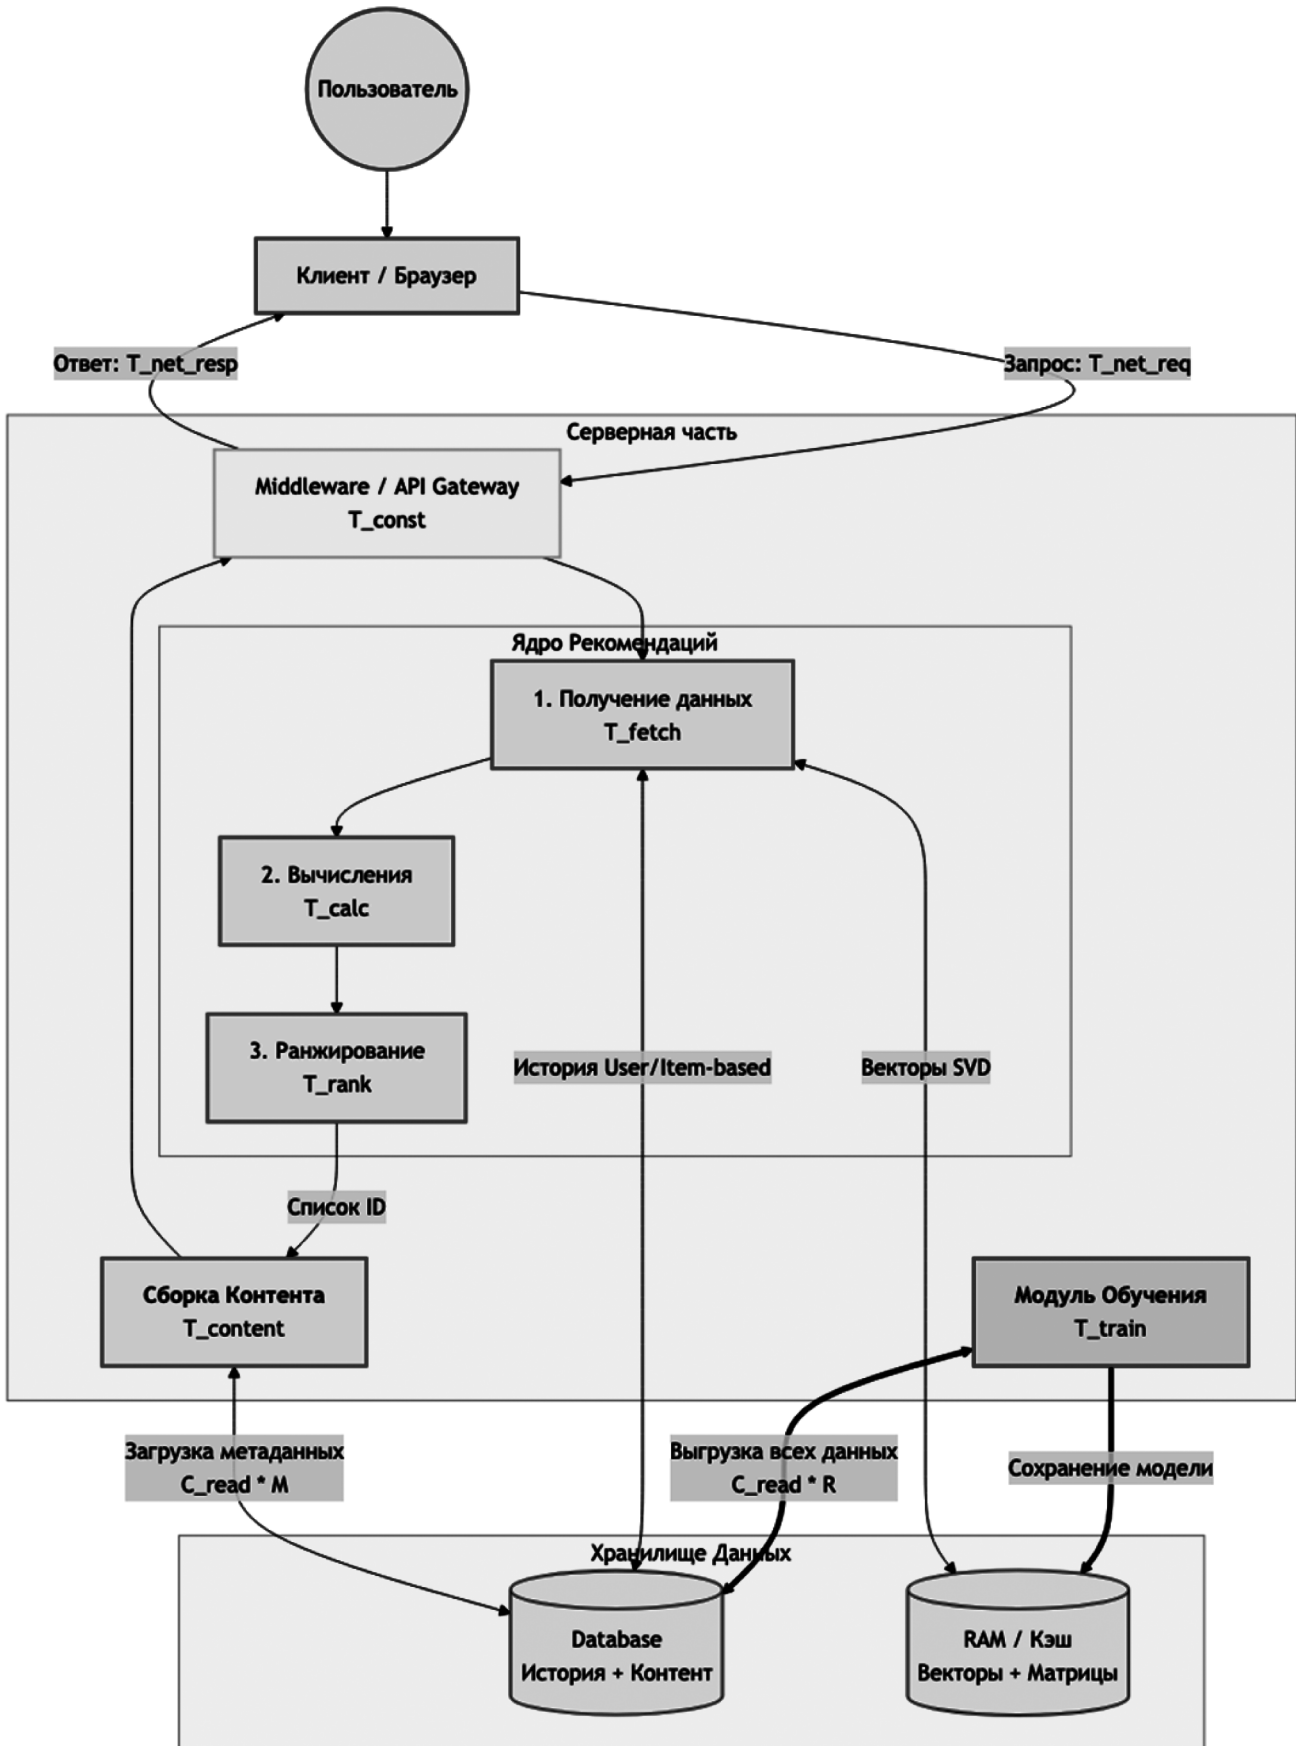 Пользователь
Клиент / Браузер
Ответ: T_net_resp
Запрос: T_net_req
Серверная часть
Middleware / API Gateway
T_const
Ядро Рекомендаций
1. Получение данных
T_fetch
2. Вычисления
T_calc
3. Ранжирование
T_rank
История User/Item-based
Векторы SVD
Список ID
Сборка Контента
T_content
Модуль Обучения
T_train
Загрузка метаданных
C_read * M
Выгрузка всех данных
C_read * R
Сохранение модели
Хранилище Данных
Database
История + Контент
RAM / Кэш
Векторы + Матрицы